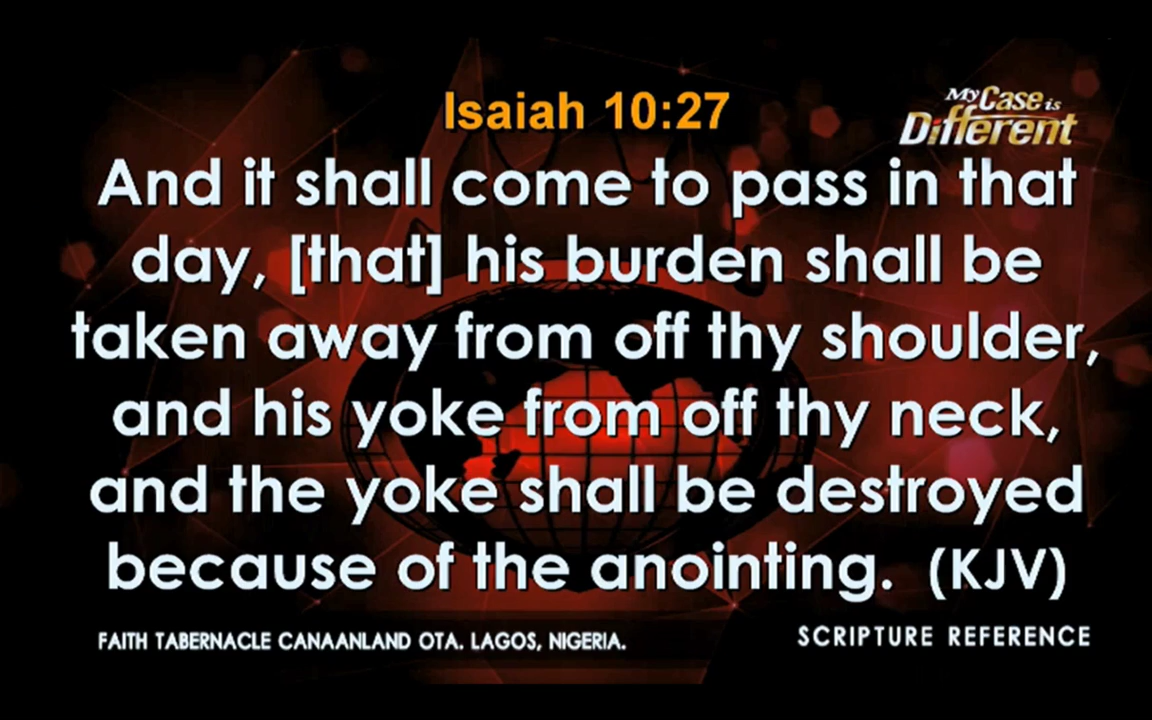 Isaiah 10:27
My Case is
Different
And it shall come to pass in that
day, [that] his burden shall be
taken away from off thy shoulder,
and his yoke from off thy neck,
and the yoke shall be destroyed
because of the anointing. (KJV)
FAITH TABERNACLE CANAANLAND OTA. LAGOS, NIGERIA.
SCRIPTURE REFERENCE